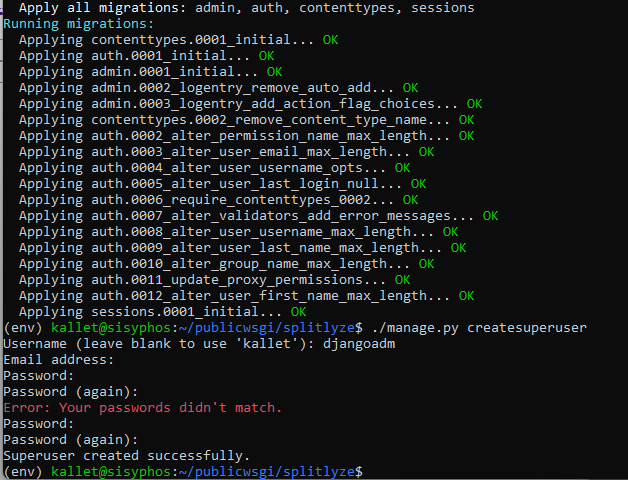 Apply all migrations: admin, auth, contenttypes, sessions
Running migrations:
Applying contenttypes.0001_initial... OK
Applying auth.0001_initial... OK
Applying admin.0001_initial... OK
Applying admin.0002_logentry_remove_auto_add... OK
Applying admin.0003_logentry_add_action_flag_choices... OK
Applying contenttypes.0002_remove_content_type_name... OK
Applying auth.0002_alter_permission_name_max_length... OK
Applying auth.0003_alter_user_email_max_length... OK
Applying auth.0004_alter_user_username_opts... OK
Applying auth.0005_alter_user_last_login_null... OK
Applying auth.0006_require_contenttypes_0002... OK
Applying auth.0007_alter_validators_add_error_messages... OK
Applying auth.0008_alter_user_username_max_length... OK
Applying auth.0009_alter_user_last_name_max_length... OK
Applying auth.0010_alter_group_name_max_length... OK
Applying auth.0011_update_proxy_permissions... OK
Applying auth.0012_alter_user_first_name_max_length... OK
Applying sessions.0001_initial... OK
(env) kallet@sisyphos:~/publicwsgi/splitlyze$ ./manage.py createsuperuser
Username (leave blank to use 'kallet'): djangoadm
Email address:
Password:
Password (again):
Error: Your passwords didn't match.
Password:
Password (again):
Superuser created successfully.
(env) kallet@sisyphos:~/publicwsgi/splitlyze$